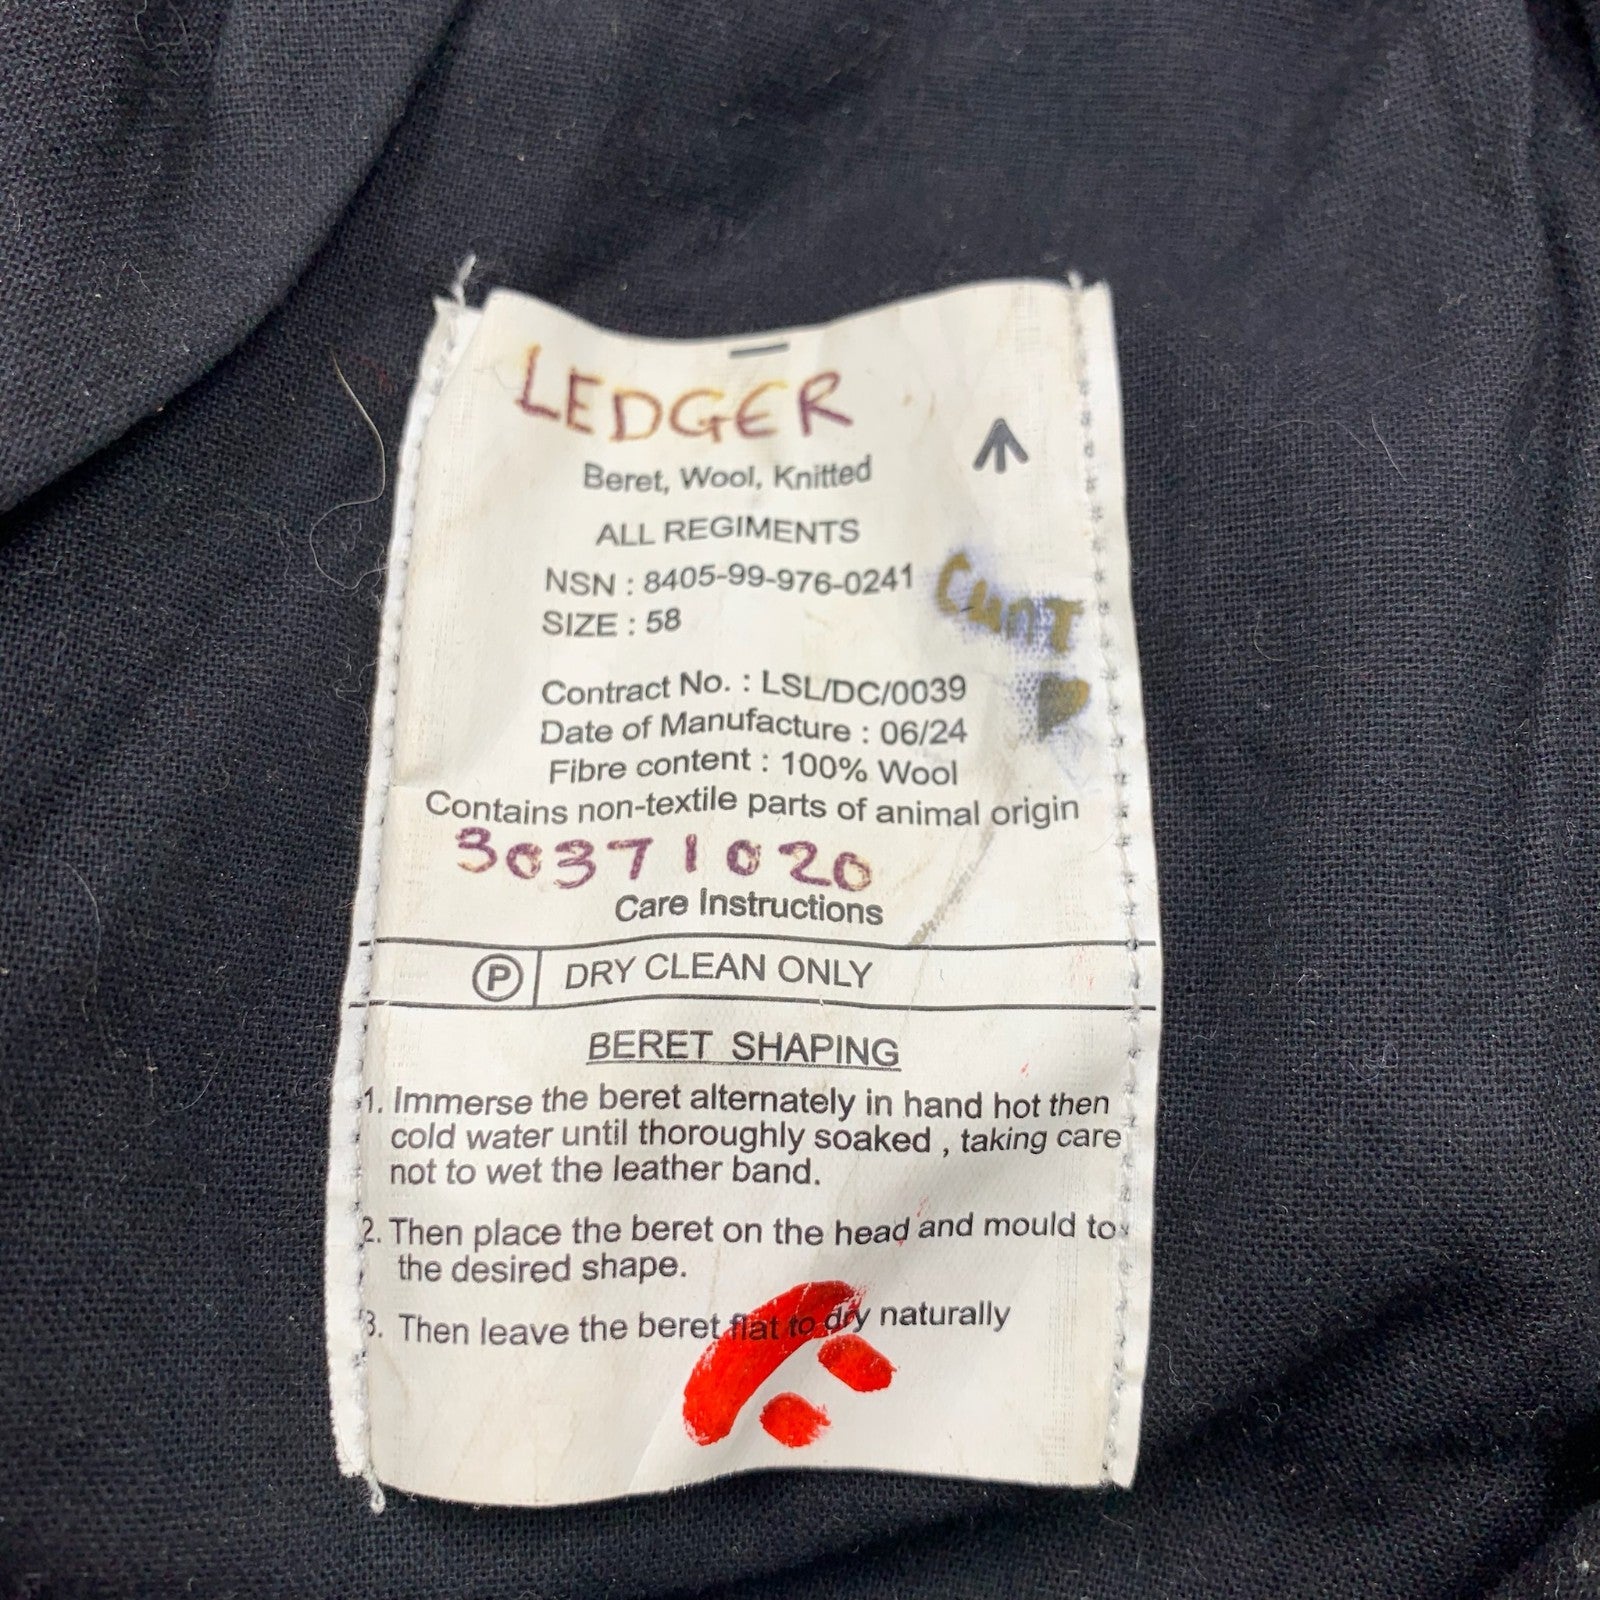 LEDGER
Beret, Wool, Knitted
ALL REGIMENTS
NSN : 8405-99-976-0241
CunT
SIZE : 58
Contract No. : LSL/DC/0039
Date of Manufacture : 06/24
Fibre content : 100% Wool
Contains non-textile parts of animal origin
30371020
Care Instructions
P DRY CLEAN ONLY
BERET SHAPING
1. Immerse the beret alternately in hand hot then
cold water until thoroughly soaked , taking care
not to wet the leather band.
2. Then place the beret on the head and mould to
the desired shape.
3. Then leave the beret flat to dry naturally